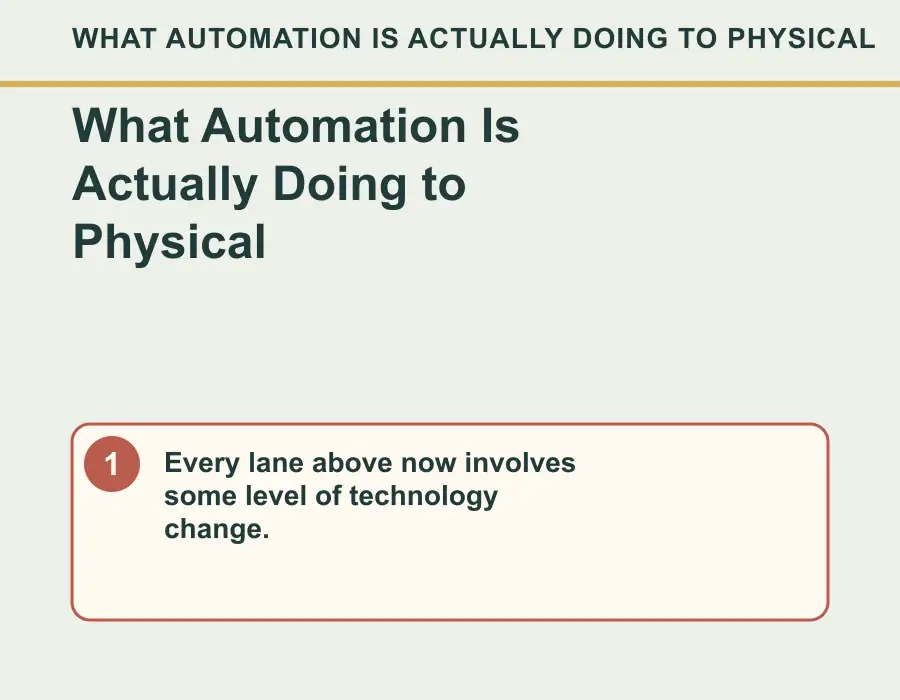 WHAT AUTOMATION IS ACTUALLY DOING TO PHYSICAL
What Automation Is
Actually Doing to
Physical
1
Every lane above now involves
some level of technology
change.